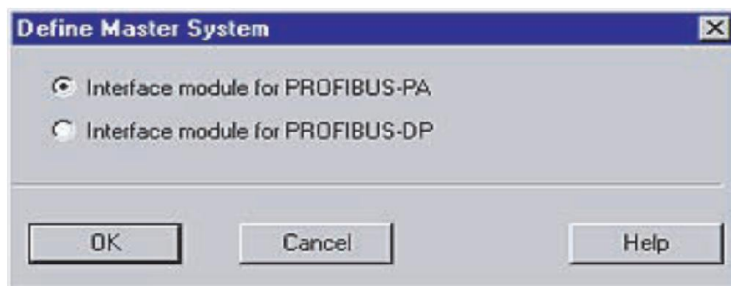 Define Master System
Interface module for PROFIBUS-PA
Interface module for PROFIBUS-DP
OK Cancel Help